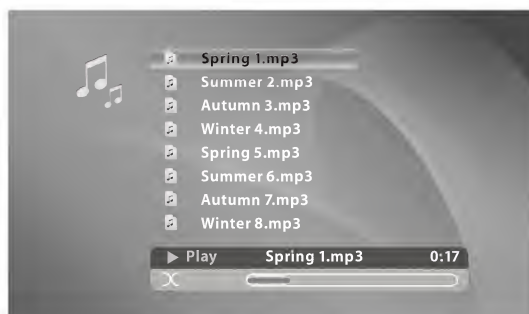 Spring 1.mp3
Summer 2.mp3
Autumn 3.mp3
Winter 4.mp3
Spring 5.mp3
Summer 6.mp3
Autumn 7.mp3
Winter 8.mp3
Play Spring 1.mp3 0:17